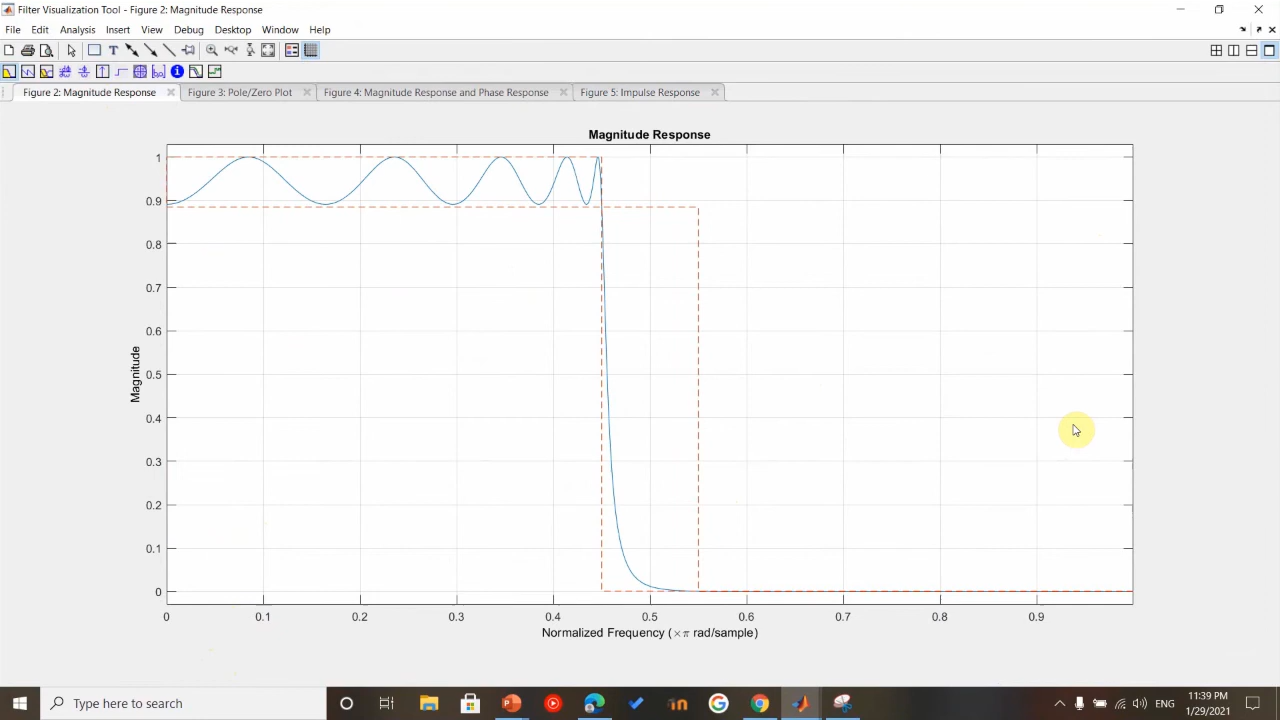 Filter Visualization Tool - Figure 2: Magnitude Response
File Edit Analysis Insert View Debug Desktop Window Help
Figure 2: Magnitude Response Figure 3: Pole/Zero Plot Figure 4: Magnitude Response and Phase Response Figure 5: Impulse Response
Magnitude Response
1
0.9
0.8
0.7
0.6
0.5
0.4
0.3
0.2
0.1
0
Magnitude
0 0.1 0.2 0.3 0.4 0.5 0.6 0.7 0.8 0.9
Normalized Frequency (×π rad/sample)
Type here to search
ENG
11:39 PM
1/29/2021